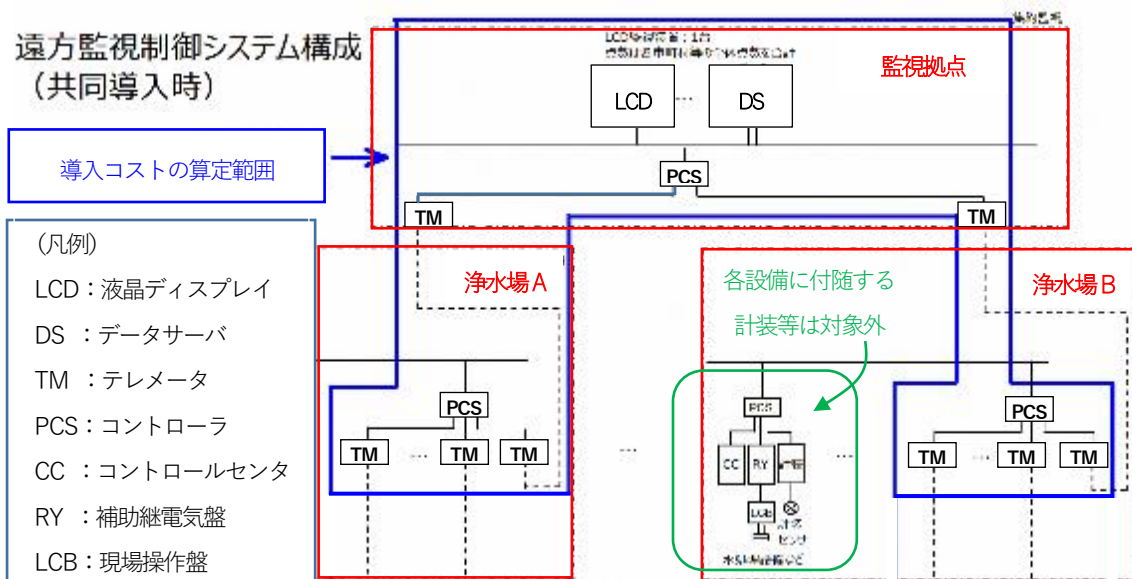 遠方監視制御システム構成
（共同導入時）
集約監視
監視拠点
LCD
…
DS
導入コストの算定範囲
PCS
TM
TM
（凡例）
LCD：液晶ディスプレイ
DS ：データサーバ
TM ：テレメータ
PCS：コントローラ
CC ：コントロールセンタ
RY ：補助継電気盤
LCB：現場操作盤
浄水場A
PCS
TM
…
TM
TM
…
各設備に付随する
計装等は対象外
PCS
CC
RY
LCB
…
浄水場B
PCS
TM
…
TM
TM